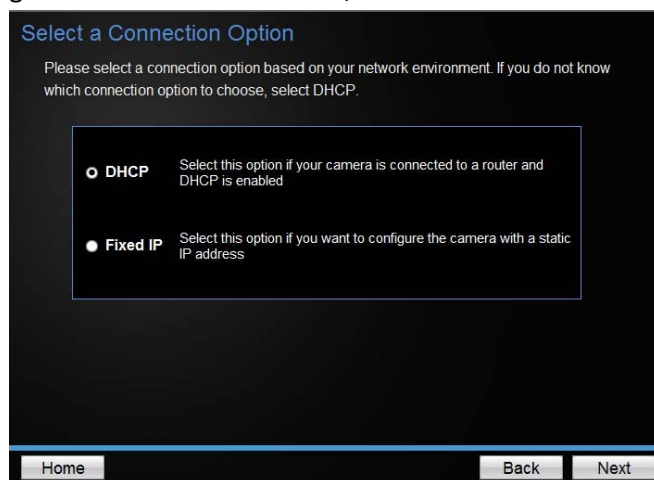 Select a Connection Option
Please select a connection option based on your network environment. If you do not know
which connection option to choose, select DHCP.
DHCP
Select this option if your camera is connected to a router and
DHCP is enabled
Fixed IP
Select this option if you want to configure the camera with a static
IP address
Home
Back
Next